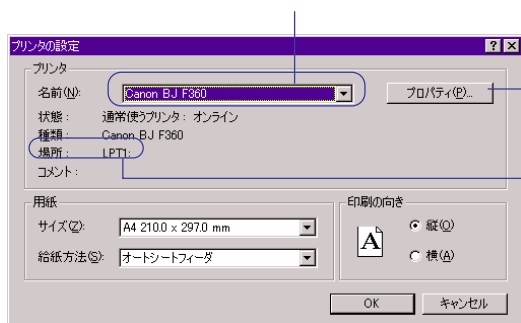 プリンタの設定
プリンタ
名前(N): Canon BJ F360 プロパティ(P)...
状態: 通常使うプリンタ: オンライン
種類: Canon BJ F360
場所: LPT1:
コメント:
用紙
サイズ(Z): A4 210.0 x 297.0 mm
給紙方法(S): オートシートフィーダ
印刷の向き
A
縦(O)
横(A)
OK キャンセル